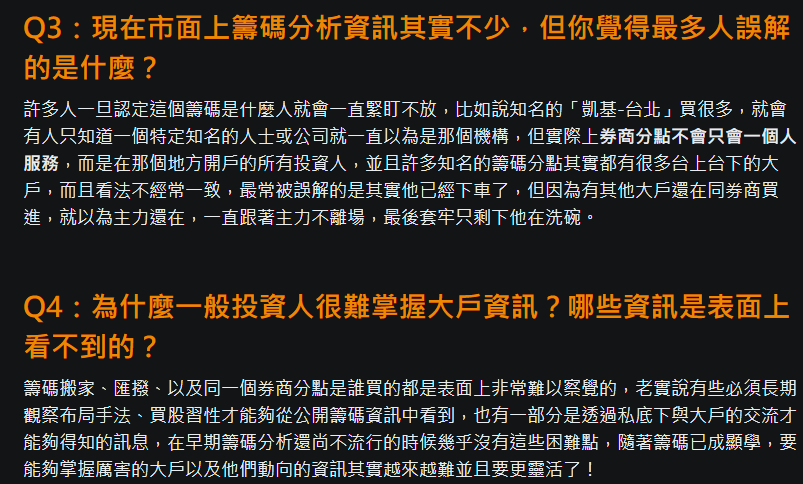 Q3：現在市面上籌碼分析資訊其實不少，但你覺得最多人誤解
的是什麼？
許多人一旦認定這個籌碼是什麼人就會一直緊盯不放，比如說知名的「凱基-台北」買很多，就會
有人只知道一個特定知名的人士或公司就一直以為是那個機構，但實際上券商分點不會只會一個人
服務，而是在那個地方開戶的所有投資人，並且許多知名的籌碼分點其實都有很多台上台下的大
戶，而且看法不經常一致，最常被誤解的是其實他已經下車了，但因為有其他大戶還在同券商買
進，就以為主力還在，一直跟著主力不離場，最後套牢只剩下他在洗碗。
Q4：為什麼一般投資人很難掌握大戶資訊？哪些資訊是表面上
看不到的？
籌碼搬家、匯撥、以及同一個券商分點是誰買的都是表面上非常難以察覺的，老實說有些必須長期
觀察布局手法、買股習性才能夠從公開籌碼資訊中看到，也有一部分是透過私底下與大戶的交流才
能夠得知的訊息，在早期籌碼分析還尚不流行的時候幾乎沒有這些困難點，隨著籌碼已成顯學，要
能夠掌握厲害的大戶以及他們動向的資訊其實越來越難並且要更靈活了！